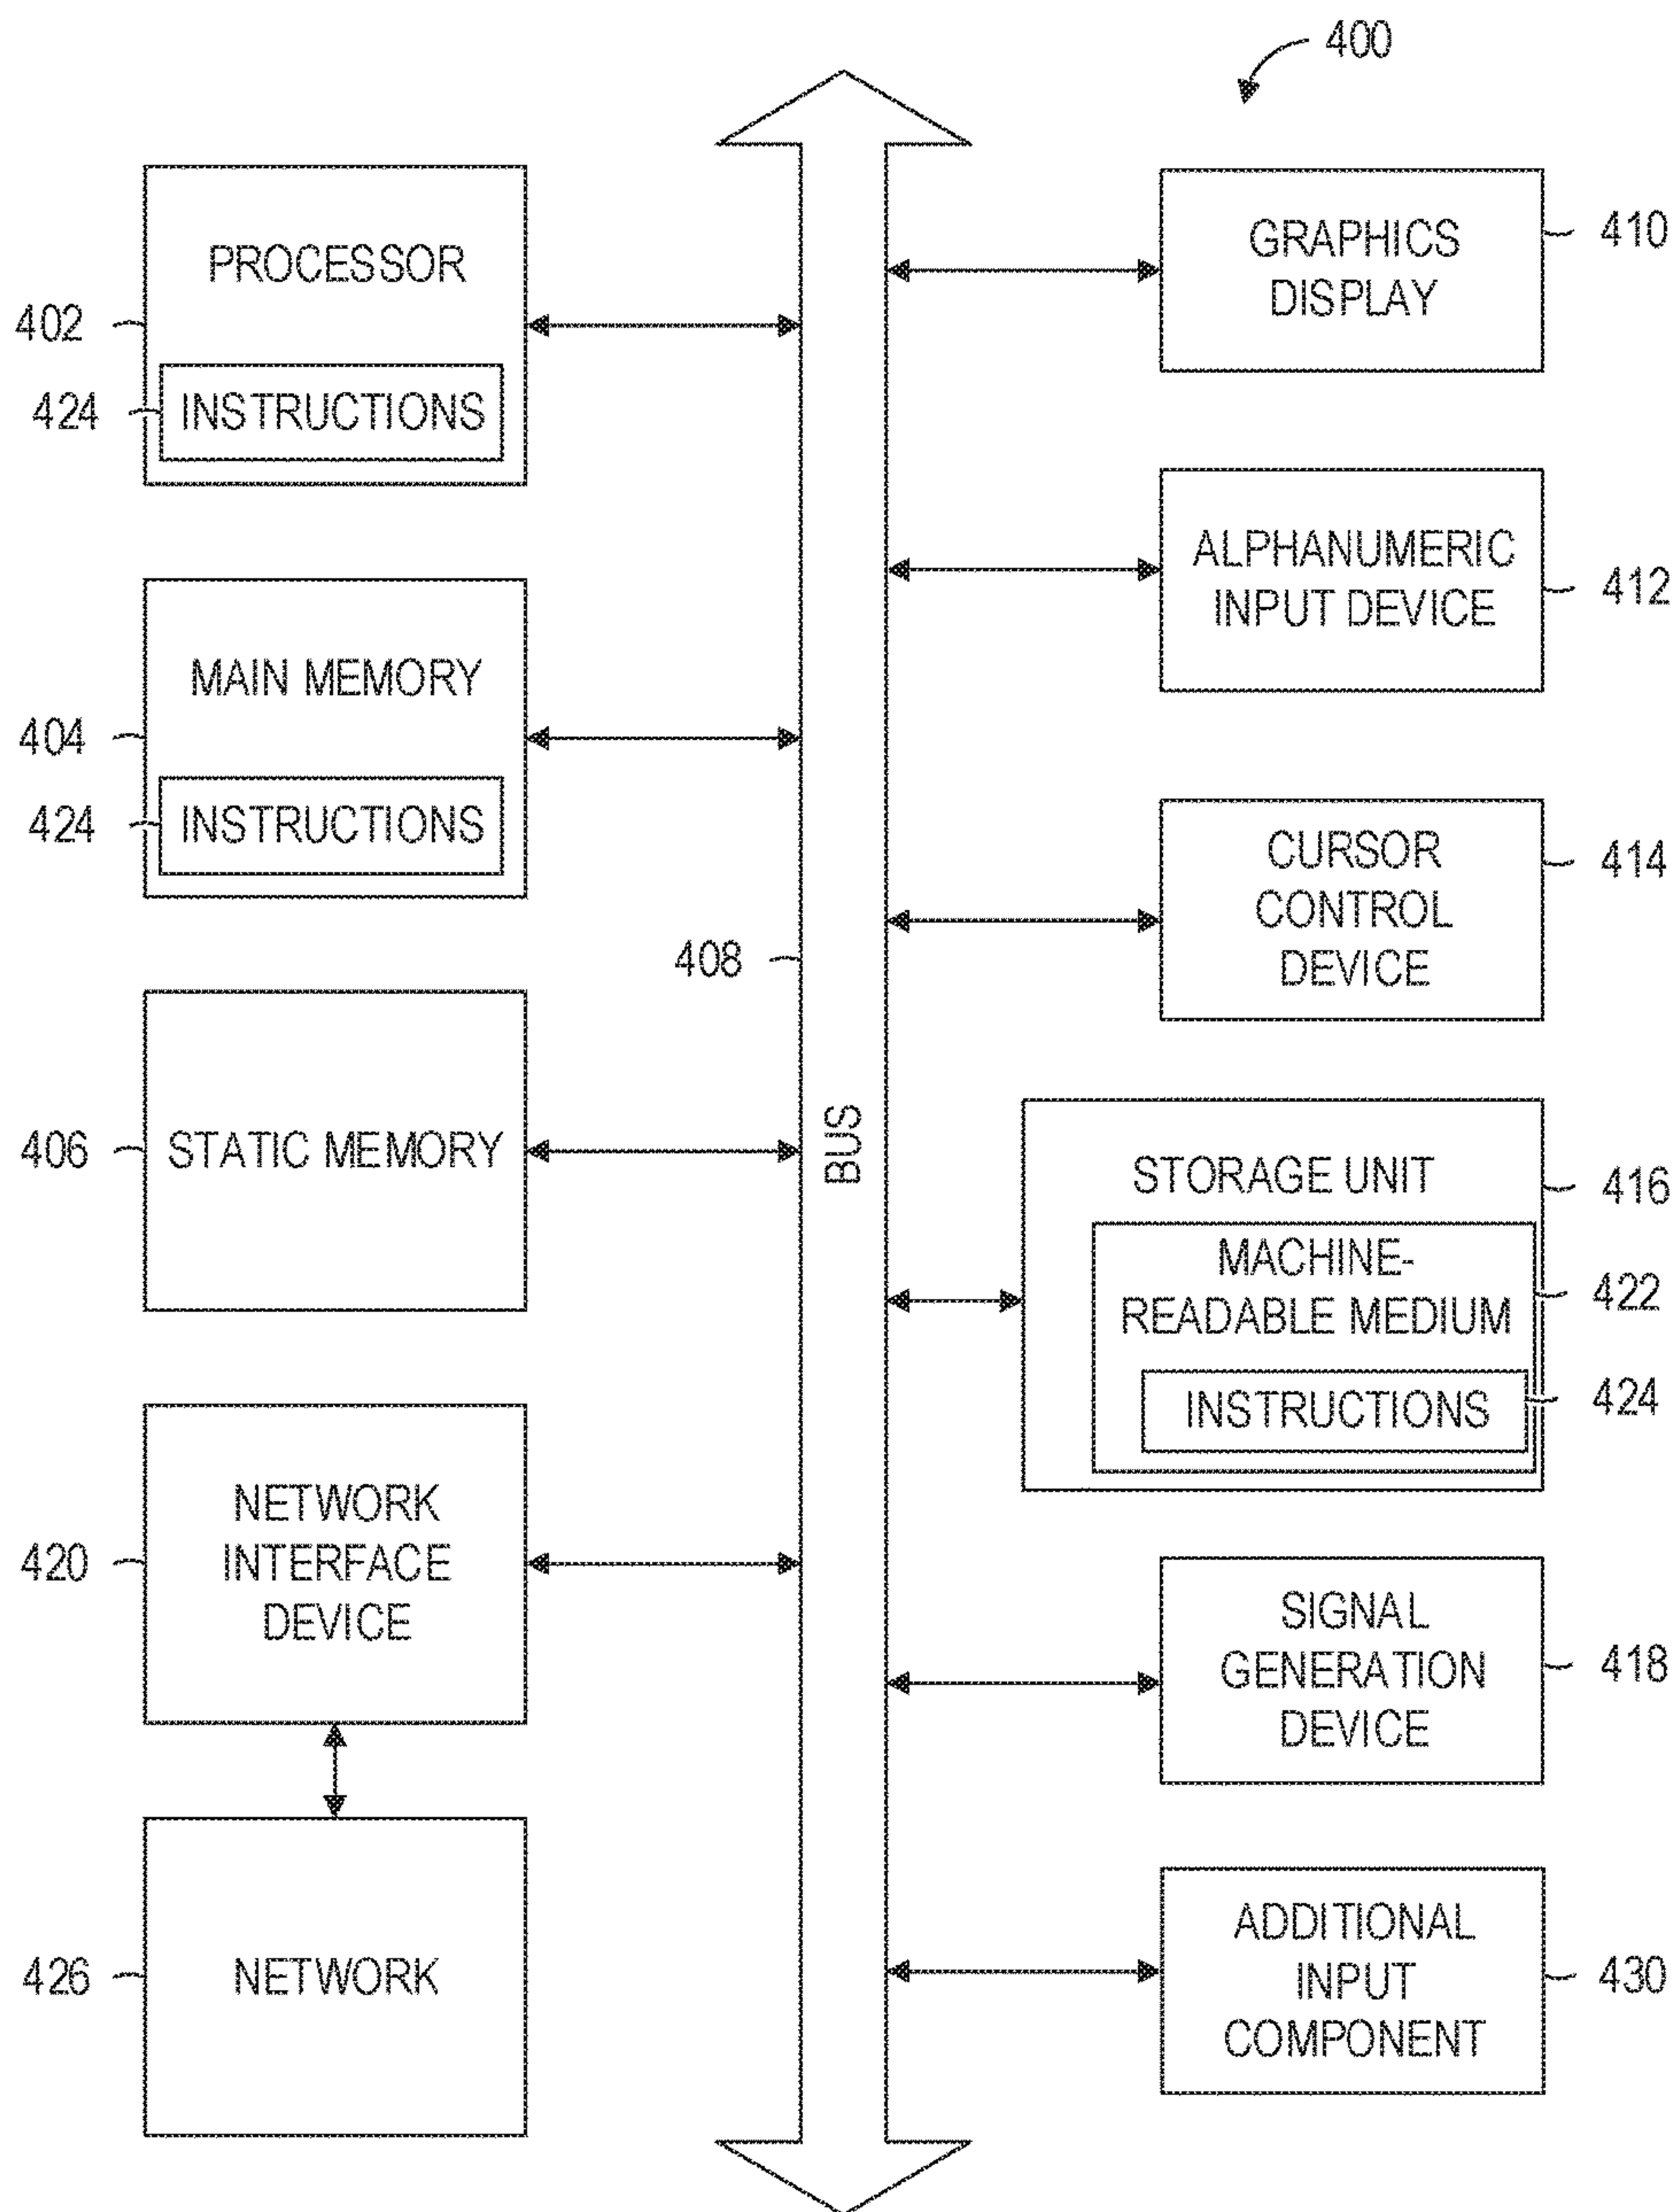 400
PROCESSOR
402
424
INSTRUCTIONS
MAIN MEMORY
404
424
INSTRUCTIONS
STATIC MEMORY
406
NETWORK
INTERFACE
DEVICE
420
NETWORK
426
408
BUS
GRAPHICS
DISPLAY
410
ALPHANUMERIC
INPUT DEVICE
412
CURSOR
CONTROL
DEVICE
414
STORAGE UNIT
416
MACHINE-
READABLE MEDIUM
422
INSTRUCTIONS
424
SIGNAL
GENERATION
DEVICE
418
ADDITIONAL
INPUT
COMPONENT
430